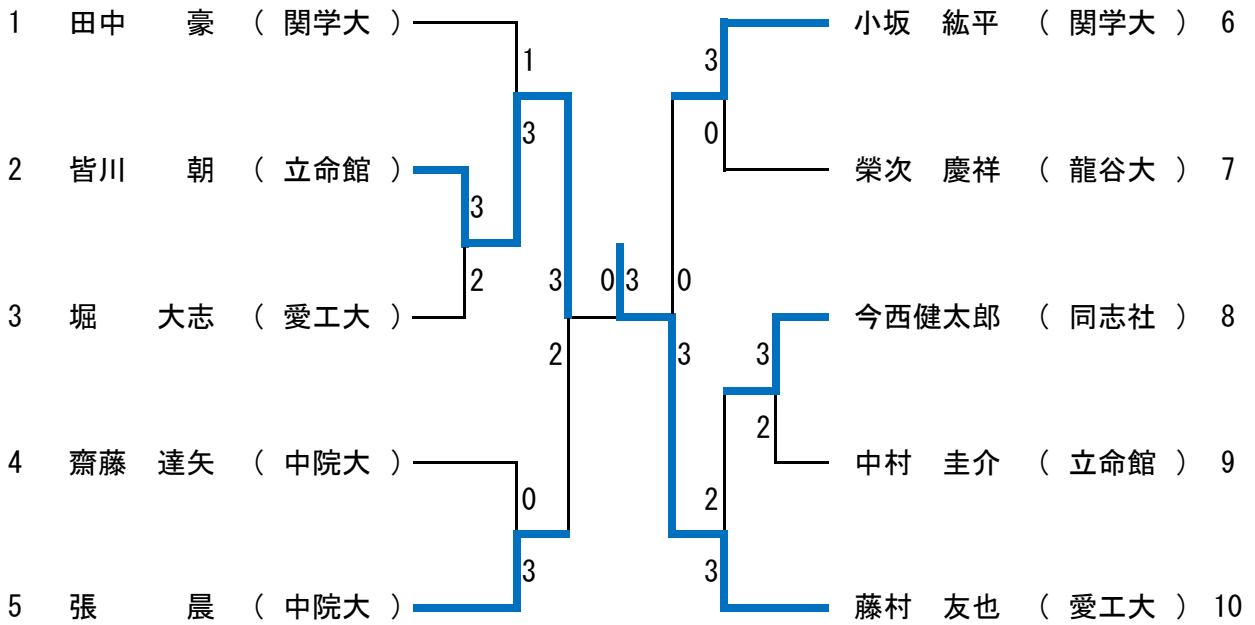 1 田中 豪 ( 関学大 ) 小坂 紘平 ( 関学大 ) 6
1 3
3 0
2 皆川 朝 ( 立命館 ) 榮次 慶祥 ( 龍谷大 ) 7
3
2 3 0 3 0
3 堀 大志 ( 愛工大 ) 今西健太郎 ( 同志社 ) 8
2 3 3
2
4 齋藤 達矢 ( 中院大 ) 中村 圭介 ( 立命館 ) 9
0 2
3 3
5 張 晨 ( 中院大 ) 藤村 友也 ( 愛工大 ) 10